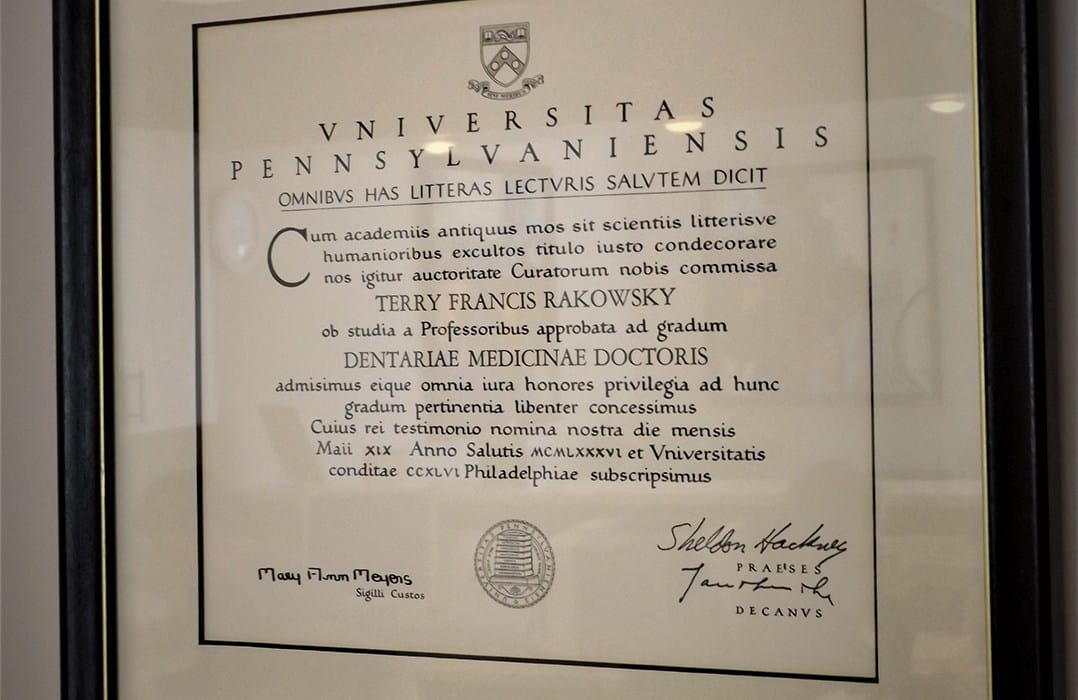 VNIVERSITAS
PENNSYLVANIENSIS
OMNIBVS HAS LITTERAS LECTVRIS SALVTEM DICIT
Cum academiis antiquus mos sit scientiis litterisve
humanioribus excultos titulo iusto condecorare
nos igitur auctoritate Curatorum nobis commissa
TERRY FRANCIS RAKOWSKY
ob studia a Professoribus approbata ad gradum
DENTARIAE MEDICINAE DOCTORIS
admisimus eique omnia iura honores privilegia ad hunc
gradum pertinentia libenter concessimus
Cuius rei testimonio nomina nostra die mensis
Maii XIX Anno Salutis MCMLXXXVI et Vniversitatis
conditae CCXLVI Philadelphiae subscripsimus
Mary Ann Meyers
Sigilli Custos
Sheldon Hackney
PRAESES
DECANVS